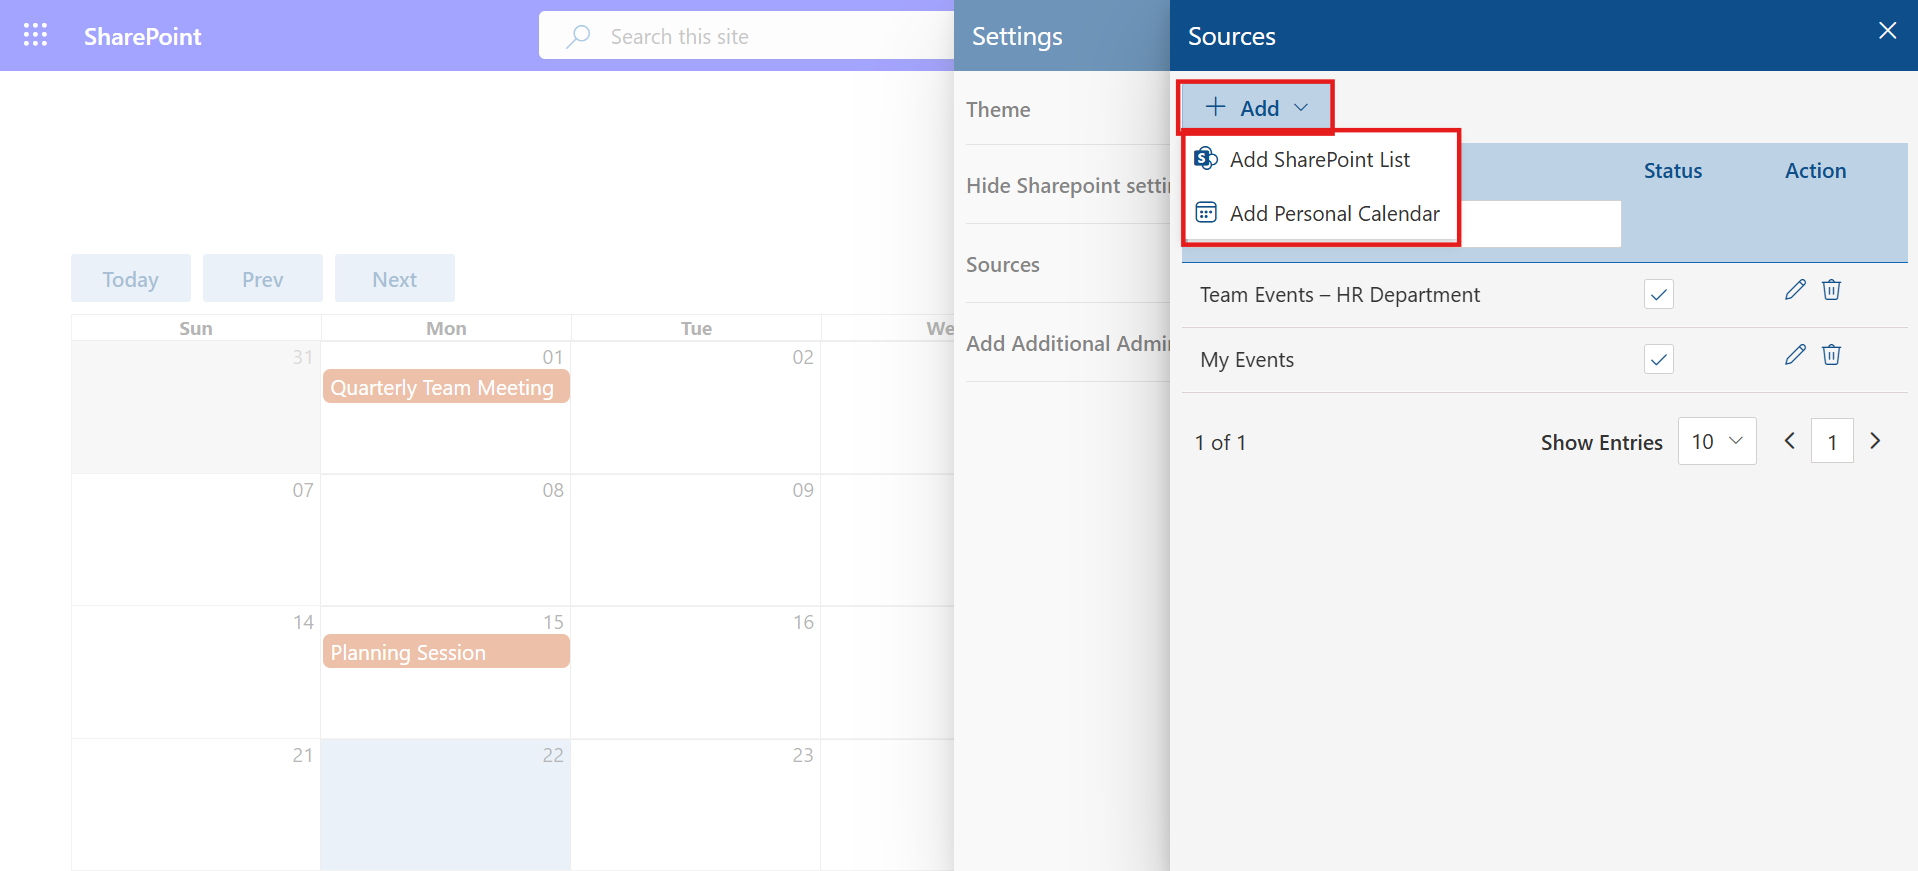 SharePoint
Search this site
Settings
Sources
Theme
Hide Sharepoint settin
Sources
Add Additional Admin
Add
Add SharePoint List
Add Personal Calendar
Status
Action
Team Events – HR Department
My Events
1 of 1
Show Entries
10
1
Today
Prev
Next
Sun
Mon
Tue
We
31
01
02
Quarterly Team Meeting
07
08
09
14
15
16
Planning Session
21
22
23